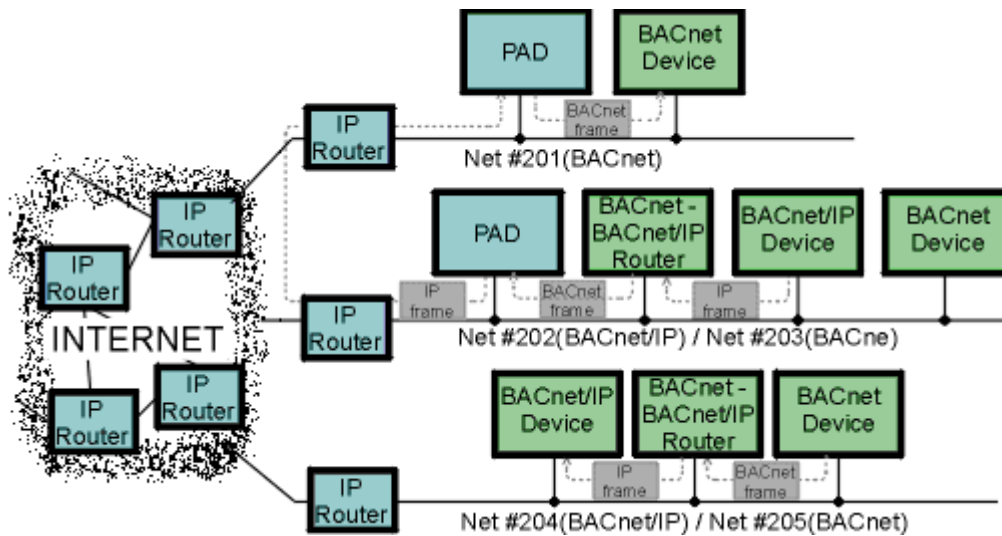 PAD
BACnet
Device
BACnet
frame
IP
Router
Net #201(BACnet)
IP
Router
IP
Router
INTERNET
IP
Router
IP
Router
PAD
BACnet -
BACnet/IP
Router
BACnet/IP
Device
BACnet
Device
IP
frame
BACnet
frame
IP
frame
IP
Router
Net #202(BACnet/IP) / Net #203(BACne)
BACnet/IP
Device
BACnet -
BACnet/IP
Router
BACnet
Device
IP
frame
BACnet
frame
IP
Router
Net #204(BACnet/IP) / Net #205(BACnet)